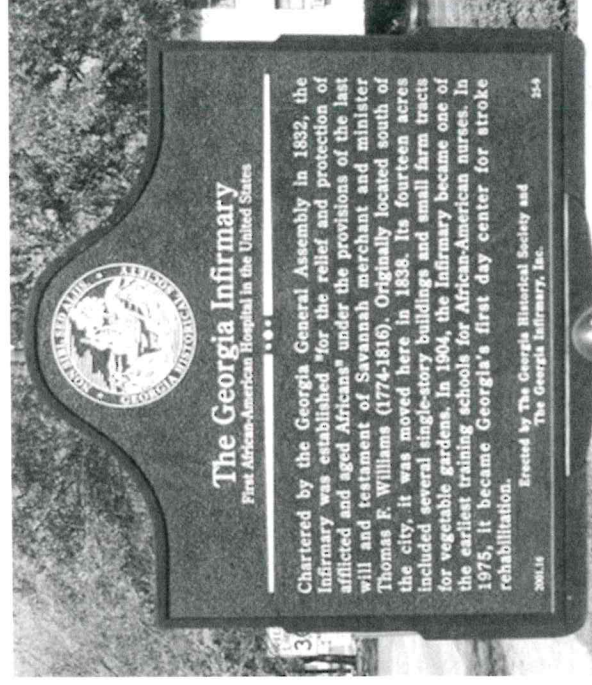 NON SIBI SED ALIIS
GEORGIA HISTORICAL SOCIETY
The Georgia Infirmary
First African-American Hospital in the United States
Chartered by the Georgia General Assembly in 1832, the
Infirmary was established "for the relief and protection of
afflicted and aged Africans" under the provisions of the last
will and testament of Savannah merchant and minister
Thomas F. Williams (1774-1816). Originally located south of
the city, it was moved here in 1838. Its fourteen acres
included several single-story buildings and small farm tracts
for vegetable gardens. In 1904, the Infirmary became one of
the earliest training schools for African-American nurses. In
1975, it became Georgia's first day center for stroke
rehabilitation.
Erected by The Georgia Historical Society and
The Georgia Infirmary, Inc.
2001.16 25-9